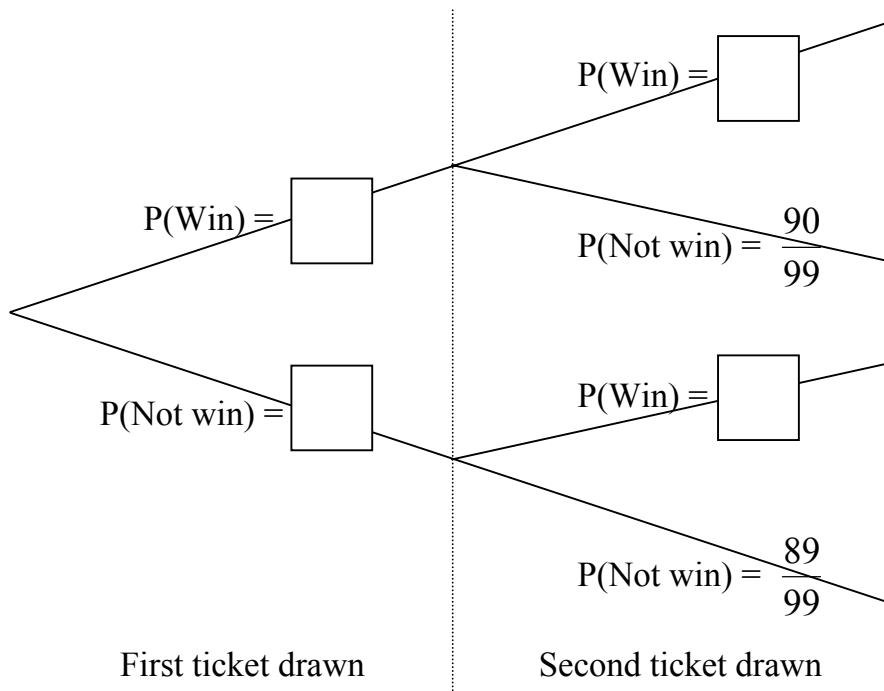 P(Win) =
P(Win) =
P(Not win) = 90/99
P(Not win) =
P(Win) =
P(Not win) = 89/99
First ticket drawn
Second ticket drawn